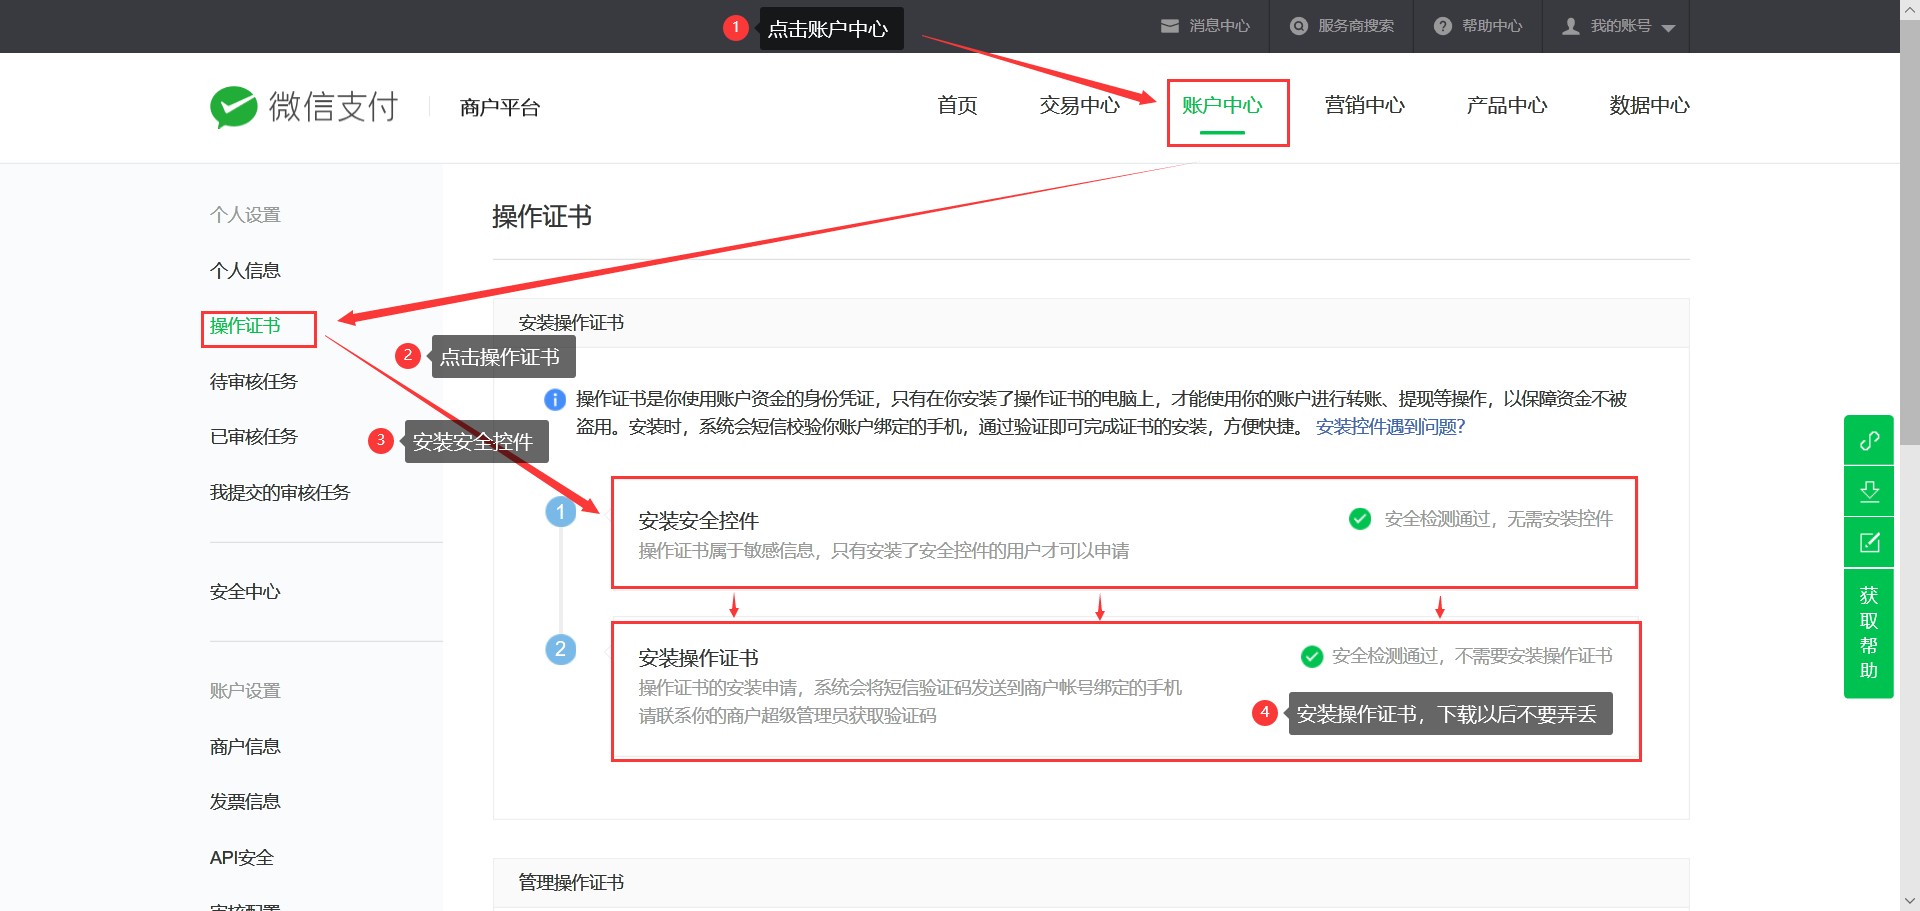 1 点击账户中心
消息中心 服务商搜索 帮助中心 我的账号
微信支付 商户平台 首页 交易中心 账户中心 营销中心 产品中心 数据中心
个人设置
个人信息
操作证书
待审核任务
已审核任务
我提交的审核任务
安全中心
账户设置
商户信息
发票信息
API安全
审核配置
操作证书
安装操作证书
2 点击操作证书
操作证书是你使用账户资金的身份凭证，只有在你安装了操作证书的电脑上，才能使用你的账户进行转账、提现等操作，以保障资金不被
盗用。安装时，系统会短信校验你账户绑定的手机，通过验证即可完成证书的安装，方便快捷。 安装控件遇到问题?
3 安装安全控件
1 安装安全控件 安全检测通过，无需安装控件
操作证书属于敏感信息，只有安装了安全控件的用户才可以申请
2 安装操作证书 安全检测通过，不需要安装操作证书
操作证书的安装申请，系统会将短信验证码发送到商户帐号绑定的手机
请联系你的商户超级管理员获取验证码
4 安装操作证书，下载以后不要弄丢
管理操作证书
获
取
帮
助